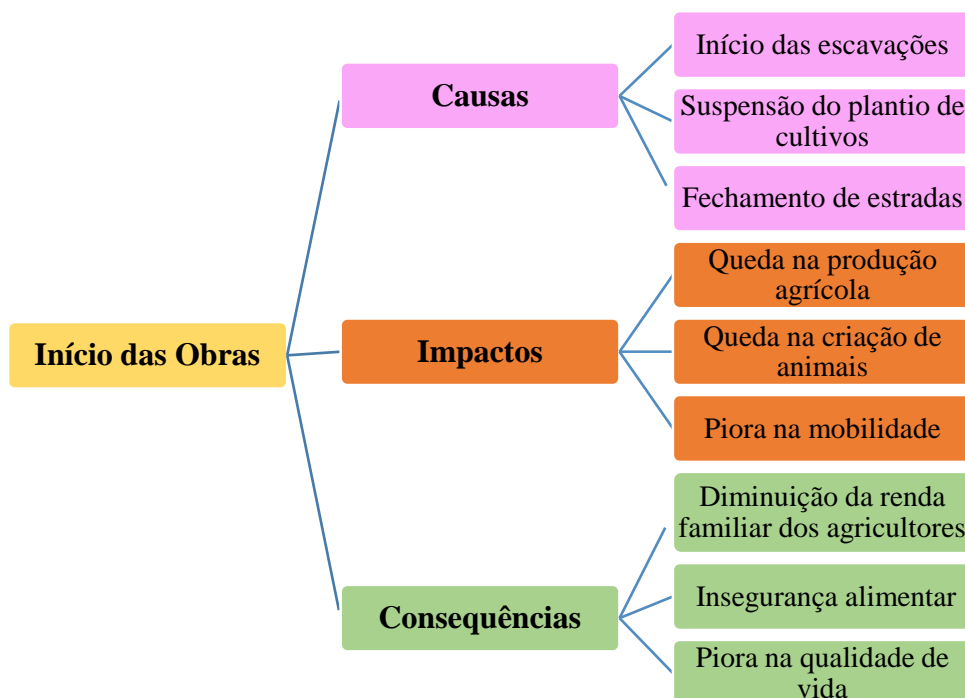 Início das Obras
Causas
Início das escavações
Suspensão do plantio de
cultivos
Fechamento de estradas
Impactos
Queda na produção
agrícola
Queda na criação de
animais
Piora na mobilidade
Consequências
Diminuição da renda
familiar dos agricultores
Insegurança alimentar
Piora na qualidade de
vida